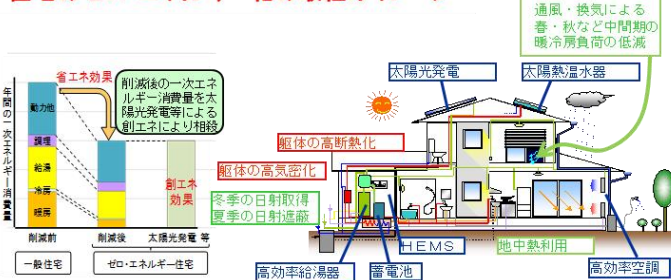 通風・換気による
春・秋など中間期の
暖冷房負荷の低減
省エネ効果
削減後の一次エネ
ルギー消費量を太
陽光発電等による
創エネにより相殺
年間の一次エネルギー消費量
動力他
調理
給湯
冷房
暖房
創エネ
効果
削減前
削減後
太陽光発電 等
一般住宅
ゼロ・エネルギー住宅
太陽光発電
太陽熱温水器
躯体の高断熱化
躯体の高気密化
冬季の日射取得
夏季の日射遮蔽
HEMS
地中熱利用
高効率給湯器
蓄電池
高効率空調